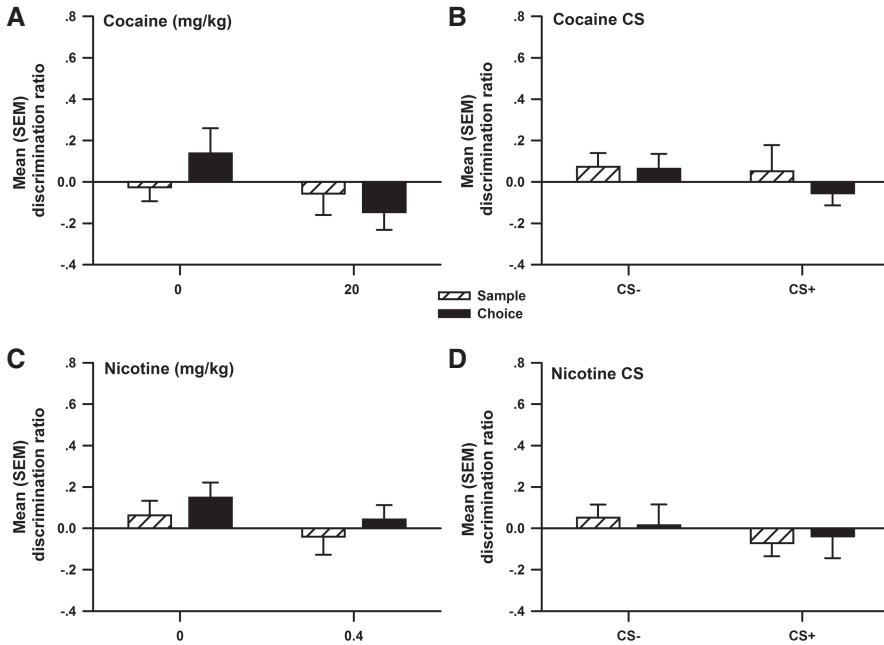 A
Cocaine (mg/kg)
Mean (SEM)
discrimination ratio
.8
.6
.4
.2
0.0
-.2
-.4
0
20
B
Cocaine CS
Mean (SEM)
discrimination ratio
.8
.6
.4
.2
0.0
-.2
-.4
CS-
CS+
Sample
Choice
C
Nicotine (mg/kg)
Mean (SEM)
discrimination ratio
.8
.6
.4
.2
0.0
-.2
-.4
0
0.4
D
Nicotine CS
Mean (SEM)
discrimination ratio
.8
.6
.4
.2
0.0
-.2
-.4
CS-
CS+